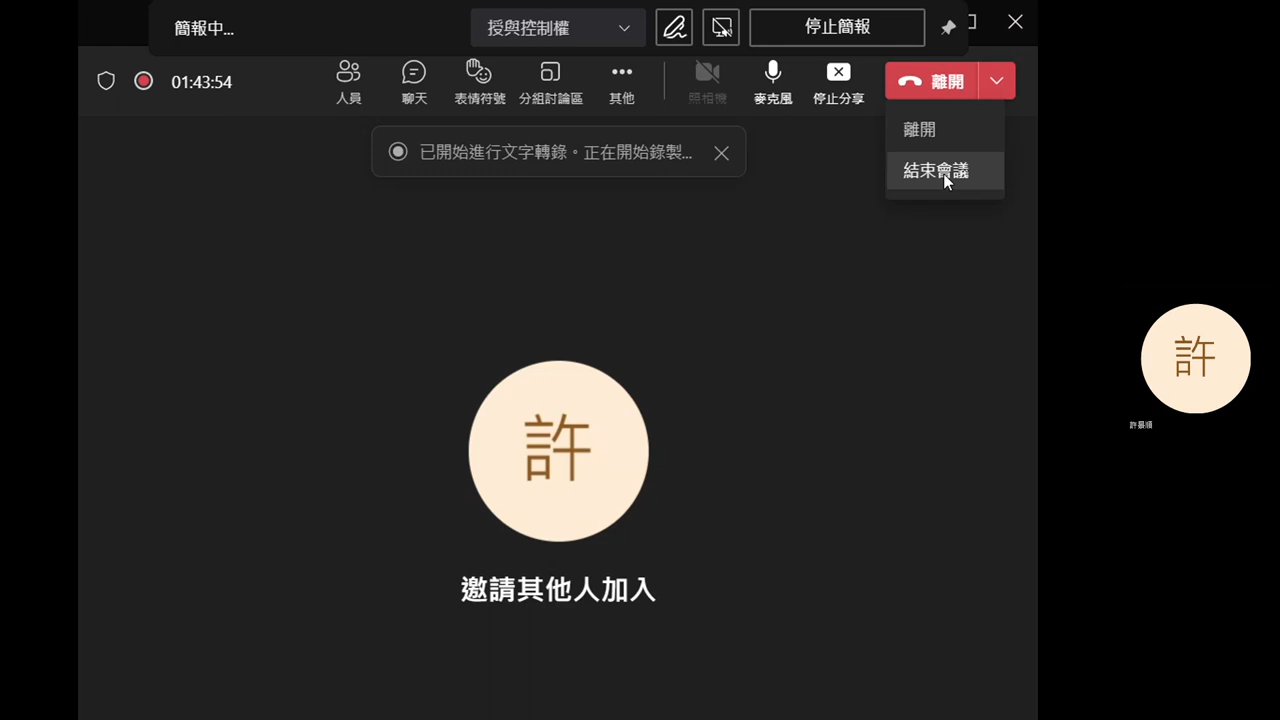 簡報中...
授與控制權
停止簡報
01:43:54
人員
聊天
表情符號
分組討論區
其他
照相機
麥克風
停止分享
離開
離開
結束會議
已開始進行文字轉錄。正在開始錄製...
許
邀請其他人加入
許
許景順